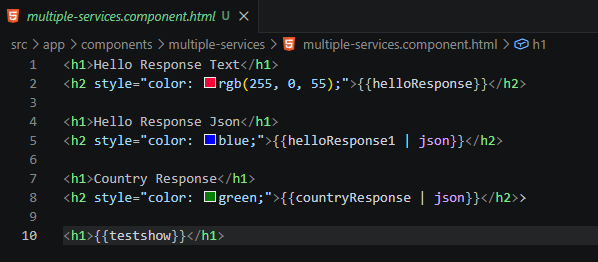 multiple-services.component.html U ×
src > app > components > multiple-services > multiple-services.component.html > h1
1 <h1>Hello Response Text</h1>
2 <h2 style="color: rgb(255, 0, 55);">{{helloResponse}}</h2>
3
4 <h1>Hello Response Json</h1>
5 <h2 style="color: blue;">{{helloResponse1 | json}}</h2>
6
7 <h1>Country Response</h1>
8 <h2 style="color: green;">{{countryResponse | json}}</h2>>
9
10 <h1>{{testshow}}</h1>